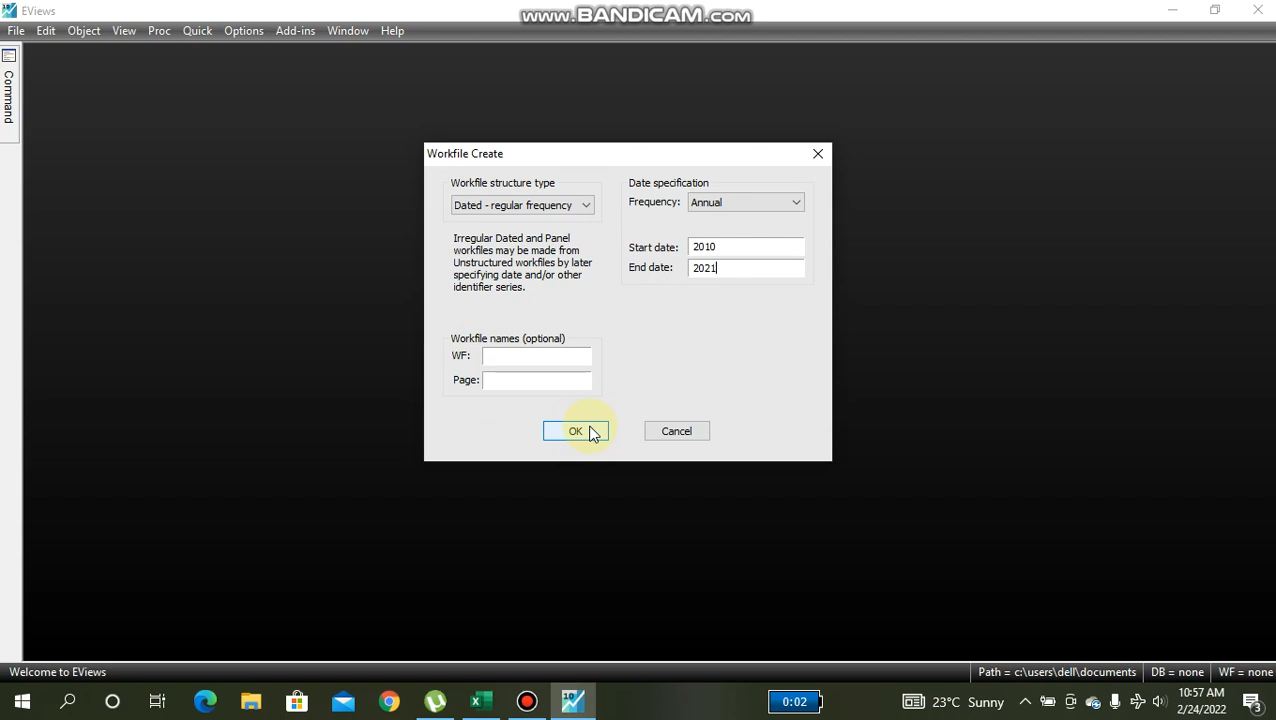 EViews
www.BANDICAM.com
File Edit Object View Proc Quick Options Add-ins Window Help
Command
Workfile Create
Workfile structure type
Dated - regular frequency
Irregular Dated and Panel
workfiles may be made from
Unstructured workfiles by later
specifying date and/or other
identifier series.
Date specification
Frequency: Annual
Start date: 2010
End date: 2021
Workfile names (optional)
WF:
Page:
OK Cancel
Welcome to EViews Path = c:\users\dell\documents DB = none WF = none
10
0:02
23°C Sunny
10:57 AM
2/24/2022
3